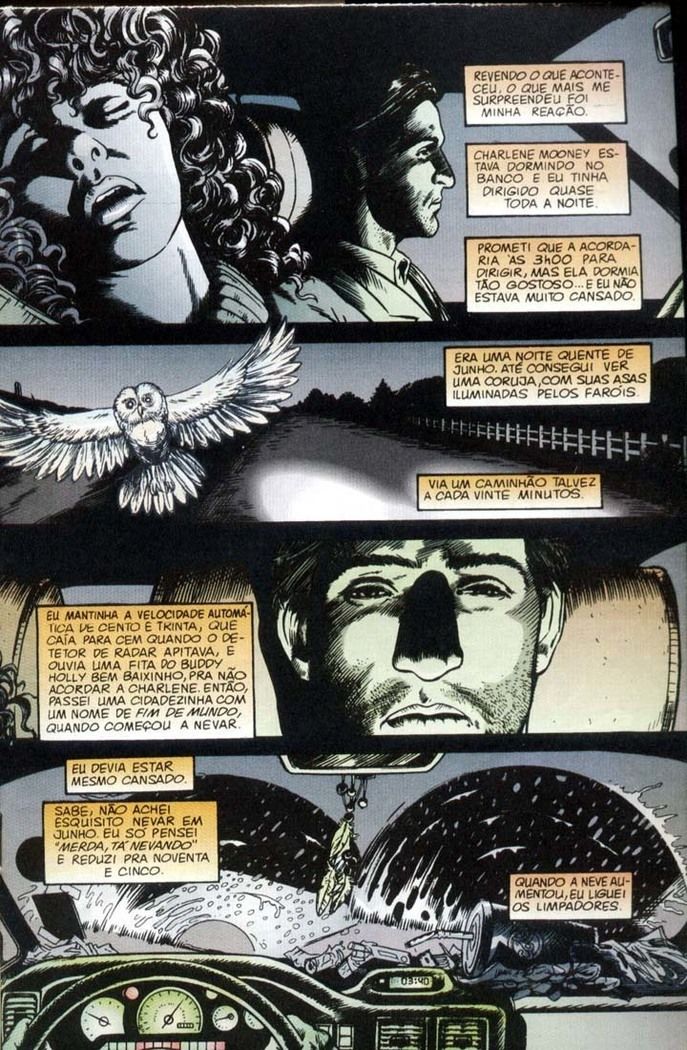 REVENDO O QUE ACONTE-
CEU, O QUE MAIS ME
SURPREENDEU FOI
MINHA REAÇÃO.
CHARLENE MOONEY ES-
TAVA DORMINDO NO
BANCO E EU TINHA
DIRIGIDO QUASE
TODA A NOITE.
PROMETI QUE A ACORDA-
RIA ÀS 3H00 PARA
DIRIGIR, MAS ELA DORMIA
TÃO GOSTOSO... E EU NÃO
ESTAVA MUITO CANSADO.
ERA UMA NOITE QUENTE DE
JUNHO. ATÉ CONSEGUI VER
UMA CORUJA, COM SUAS ASAS
ILUMINADAS PELOS FARÓIS.
VIA UM CAMINHÃO TALVEZ
A CADA VINTE MINUTOS.
EU MANTINHA A VELOCIDADE AUTOMÁ-
TICA DE CENTO E TRINTA, QUE
CAÍA PARA CEM QUANDO O DE-
TETOR DE RADAR APITAVA, E
OUVIA UMA FITA DO BUDDY
HOLLY BEM BAIXINHO, PRA NÃO
ACORDAR A CHARLENE. ENTÃO,
PASSEI UMA CIDADEZINHA COM
UM NOME DE FIM DE MUNDO,
QUANDO COMEÇOU A NEVAR.
EU DEVIA ESTAR
MESMO CANSADO.
SABE, NÃO ACHEI
ESQUISITO NEVAR EM
JUNHO. EU SÓ PENSEI
"MERDA, TÁ NEVANDO"
E REDUZI PRA NOVENTA
E CINCO.
QUANDO A NEVE AU-
MENTOU, EU LIGUEI
OS LIMPADORES.
03:40